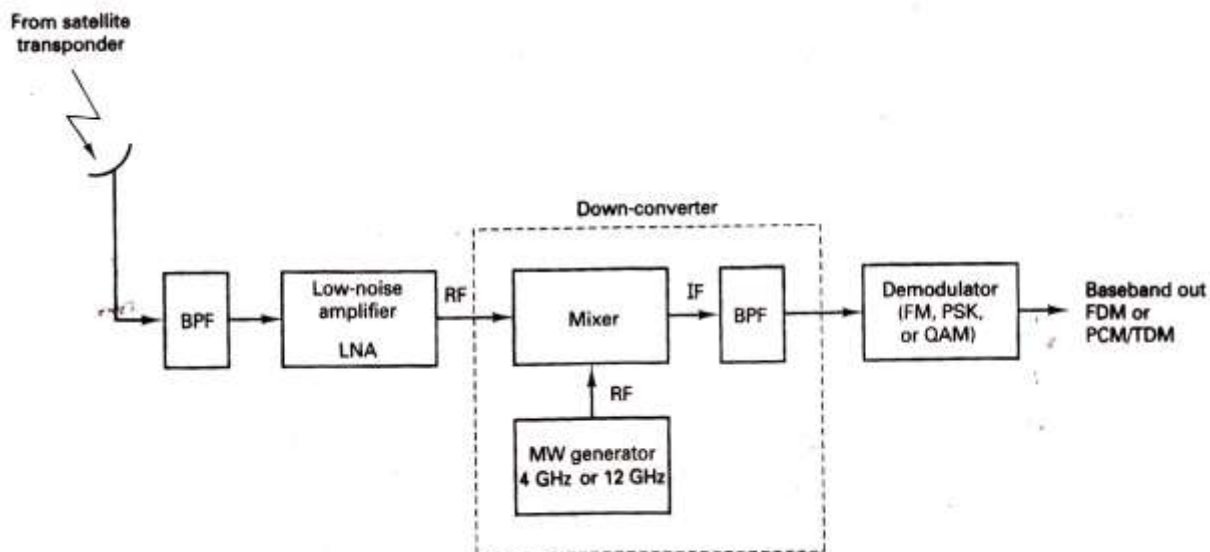 From satellite
transponder
Down-converter
BPF
Low-noise
amplifier
LNA
RF
Mixer
IF
BPF
Demodulator
(FM, PSK,
or QAM)
Baseband out
FDM or
PCM/TDM
RF
MW generator
4 GHz or 12 GHz